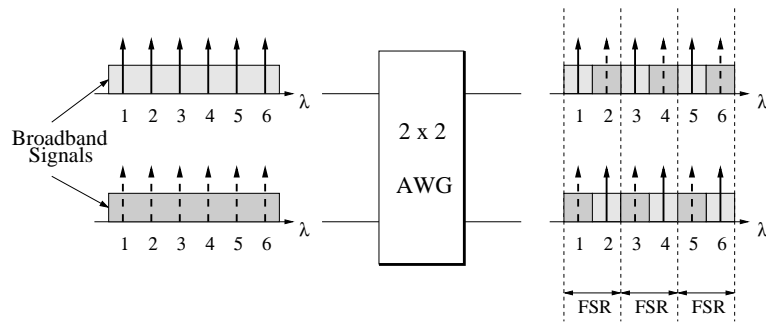 λ
1 2 3 4 5 6
Broadband
Signals
λ
1 2 3 4 5 6
2 x 2
AWG
λ
1 2 3 4 5 6
λ
1 2 3 4 5 6
FSR FSR FSR